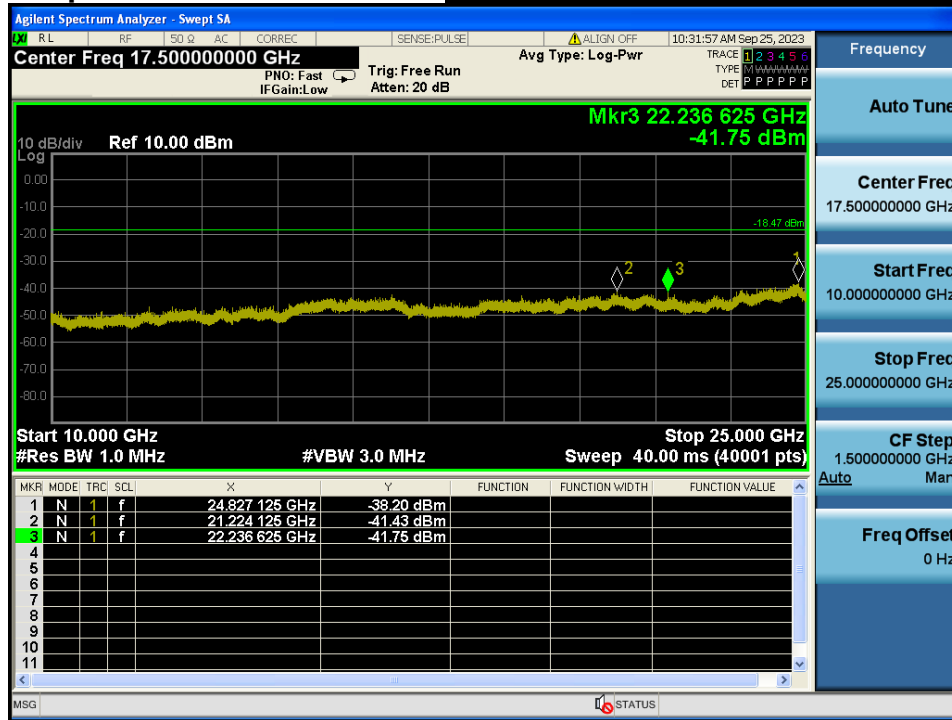 Agilent Spectrum Analyzer - Swept SA
LXI RL RF 50 Ω AC CORREC SENSE:PULSE ALIGN OFF 10:31:57 AM Sep 25, 2023
Center Freq 17.500000000 GHz
PNO: Fast
IFGain:Low
Trig: Free Run
Atten: 20 dB
Avg Type: Log-Pwr
TRACE 1 2 3 4 5 6
TYPE M
DET P P P P P P
Mkr3 22.236 625 GHz
-41.75 dBm
10 dB/div Ref 10.00 dBm
Log
0.00
-10.0
-20.0
-30.0
-40.0
-50.0
-60.0
-70.0
-80.0
-18.47 dBm
2
3
1
Start 10.000 GHz Stop 25.000 GHz
#Res BW 1.0 MHz #VBW 3.0 MHz Sweep 40.00 ms (40001 pts)
MKR MODE TRC SCL X Y FUNCTION FUNCTION WIDTH FUNCTION VALUE
1 N 1 f 24.827 125 GHz -38.20 dBm
2 N 1 f 21.224 125 GHz -41.43 dBm
3 N 1 f 22.236 625 GHz -41.75 dBm
4
5
6
7
8
9
10
11
MSG STATUS
Frequency
Auto Tune
Center Freq
17.500000000 GHz
Start Freq
10.000000000 GHz
Stop Freq
25.000000000 GHz
CF Step
1.500000000 GHz
Auto Man
Freq Offset
0 Hz